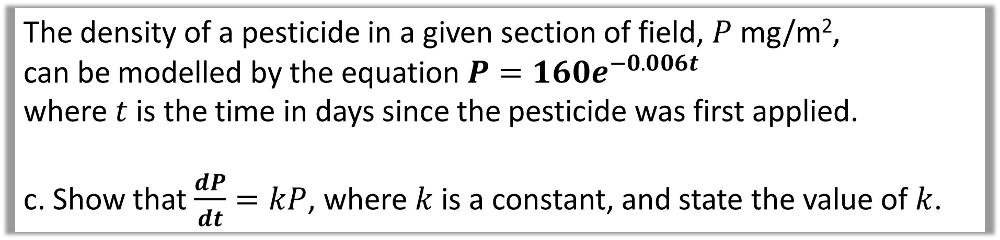 The density of a pesticide in a given section of field, P mg/m²,
can be modelled by the equation P = 160e^{-0.006t}
where t is the time in days since the pesticide was first applied.
c. Show that \frac{dP}{dt} = kP, where k is a constant, and state the value of k.